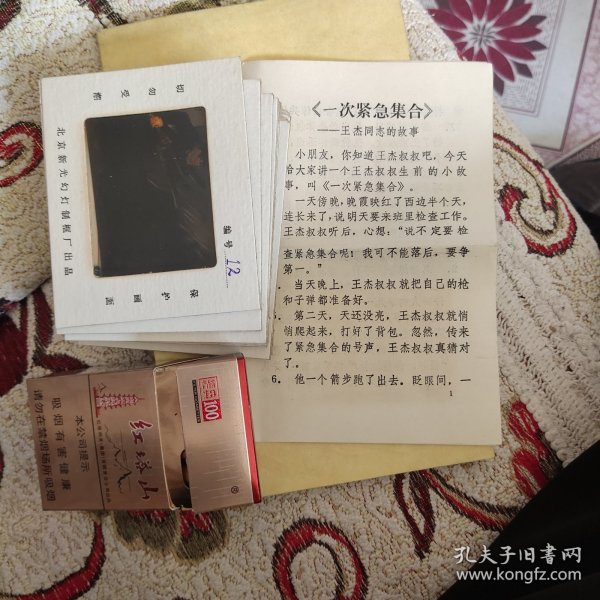 切勿受潮
北京新光幻灯制框厂出品
编号 12
保护画面
《一次紧急集合》
——王杰同志的故事
小朋友，你知道王杰叔叔吧，今天
给大家讲一个王杰叔叔生前的小故
事，叫《一次紧急集合》。
一天傍晚，晚霞映红了西边半个天，
连长来了，说明天要来班里检查工作。
王杰叔叔听后，心想：“说不定要检
查紧急集合呢！我可不能落后，要争
第一。”
当天晚上，王杰叔叔就把自己的枪
和子弹都准备好。
5. 第二天，天还没亮，王杰叔叔就悄
悄爬起来，打好了背包。忽然，传来
了紧急集合的号声，王杰叔叔真猜对
了。
6. 他一个箭步跑了出去。眨眼间，一
1
红塔山
100
本公司提示
吸烟有害健康
请勿在禁烟场所吸烟
孔夫子旧书网
www.kongfz.com